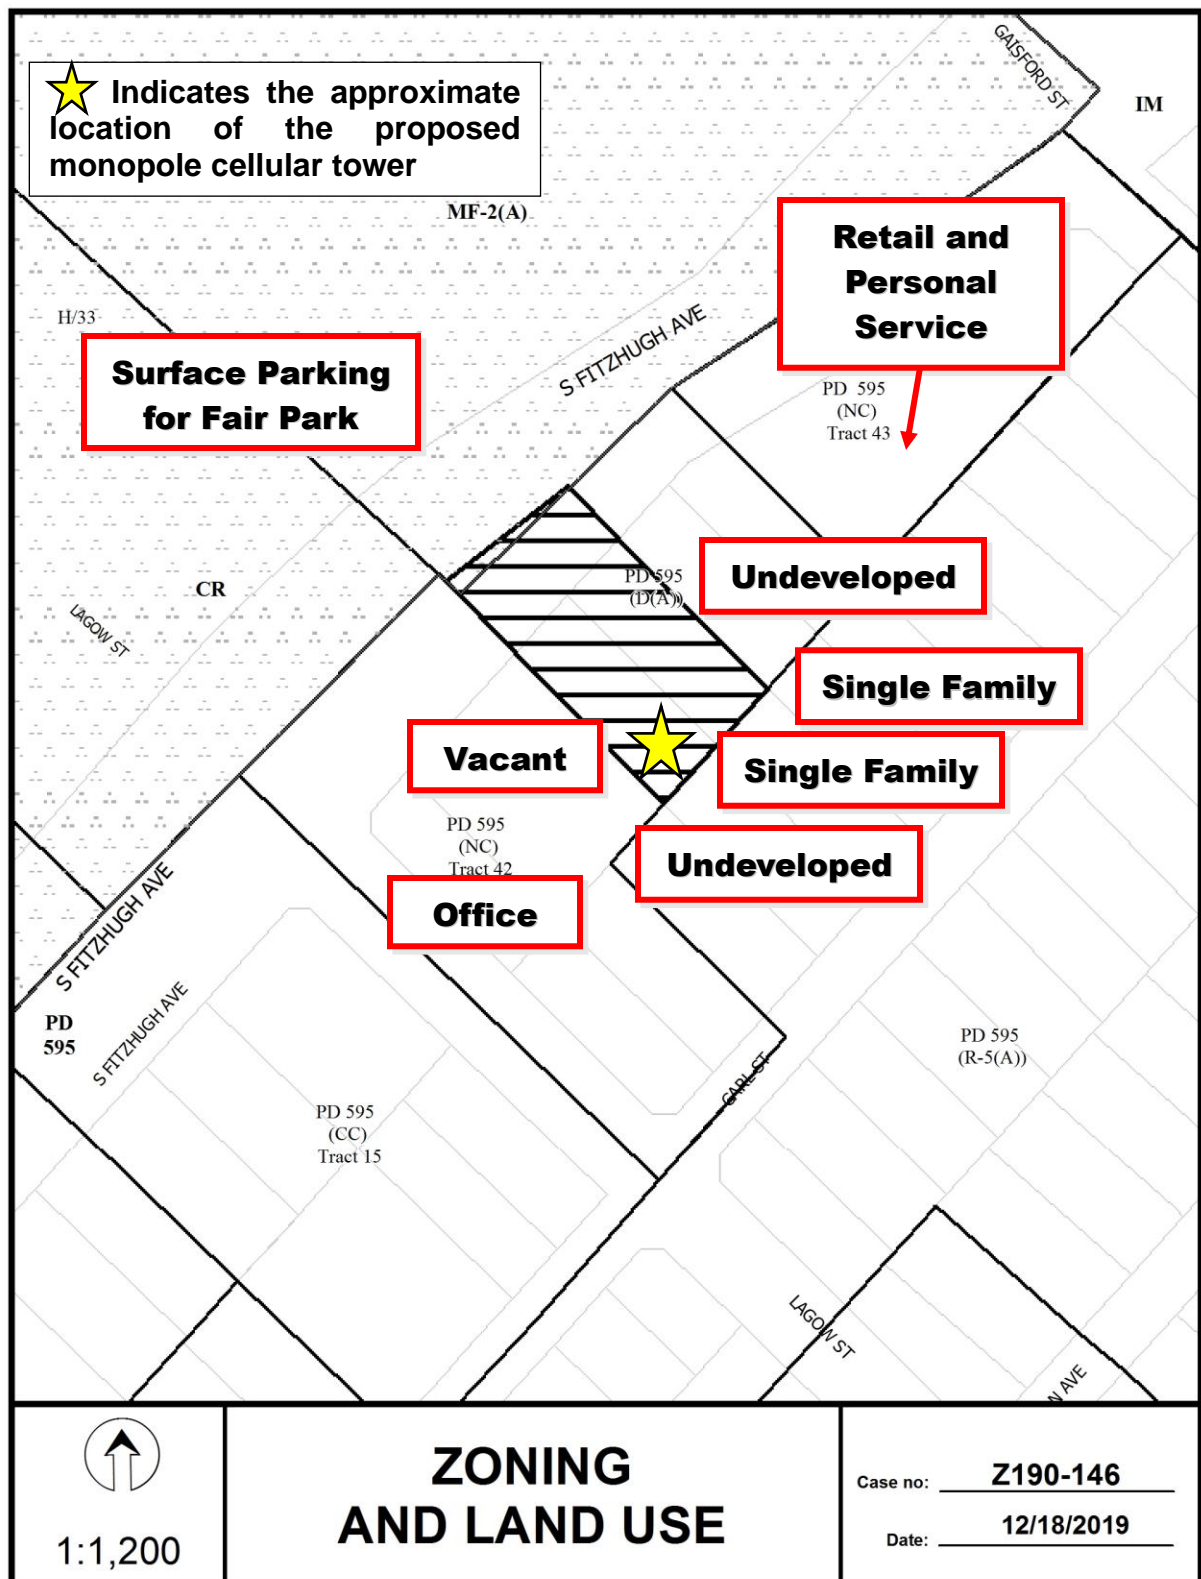 Indicates the approximate
location of the proposed
monopole cellular tower
GAISFORD ST
IM
MF-2(A)
Retail and
Personal
Service
H/33
Surface Parking
for Fair Park
S FITZHUGH AVE
PD 595
(NC)
Tract 43
Undeveloped
PD 595
(D(A))
CR
LAGOW ST
Single Family
Vacant
Single Family
PD 595
(NC)
Tract 42
Undeveloped
Office
S FITZHUGH AVE
S FITZHUGH AVE
PD
595
PD 595
(R-5(A))
CARL ST
PD 595
(CC)
Tract 15
LAGOW ST
N AVE
1:1,200
ZONING
AND LAND USE
Case no: Z190-146
Date: 12/18/2019